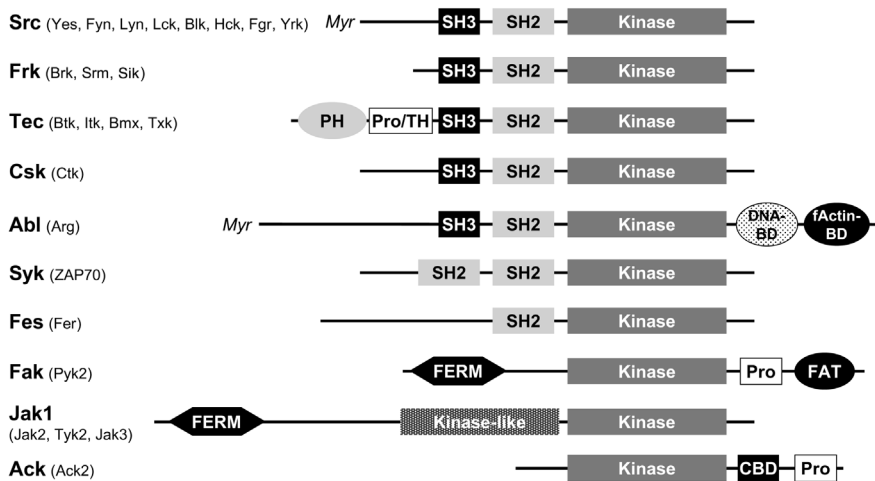 Src (Yes, Fyn, Lyn, Lck, Blk, Hck, Fgr, Yrk) Myr SH3 SH2 Kinase
Frk (Brk, Srm, Sik) SH3 SH2 Kinase
Tec (Btk, Itk, Bmx, Txk) PH Pro/TH SH3 SH2 Kinase
Csk (Ctk) SH3 SH2 Kinase
Abl (Arg) Myr SH3 SH2 Kinase DNA-BD fActin-BD
Syk (ZAP70) SH2 SH2 Kinase
Fes (Fer) SH2 Kinase
Fak (Pyk2) FERM Kinase Pro FAT
Jak1 FERM Kinase-like Kinase
(Jak2, Tyk2, Jak3)
Ack (Ack2) Kinase CBD Pro